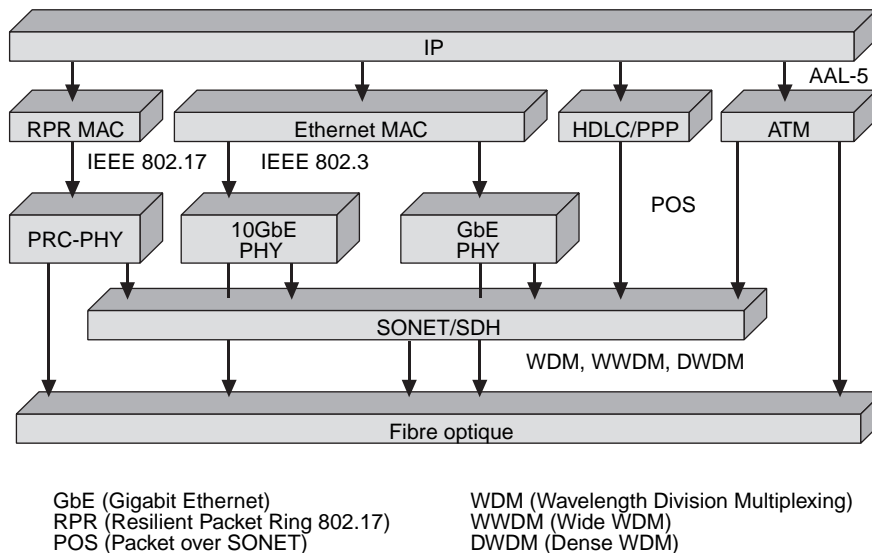 IP
AAL-5
RPR MAC
Ethernet MAC
HDLC/PPP
ATM
IEEE 802.17
IEEE 802.3
POS
PRC-PHY
10GbE
PHY
GbE
PHY
SONET/SDH
WDM, WWDM, DWDM
Fibre optique
GbE (Gigabit Ethernet)
RPR (Resilient Packet Ring 802.17)
POS (Packet over SONET)
WDM (Wavelength Division Multiplexing)
WWDM (Wide WDM)
DWDM (Dense WDM)